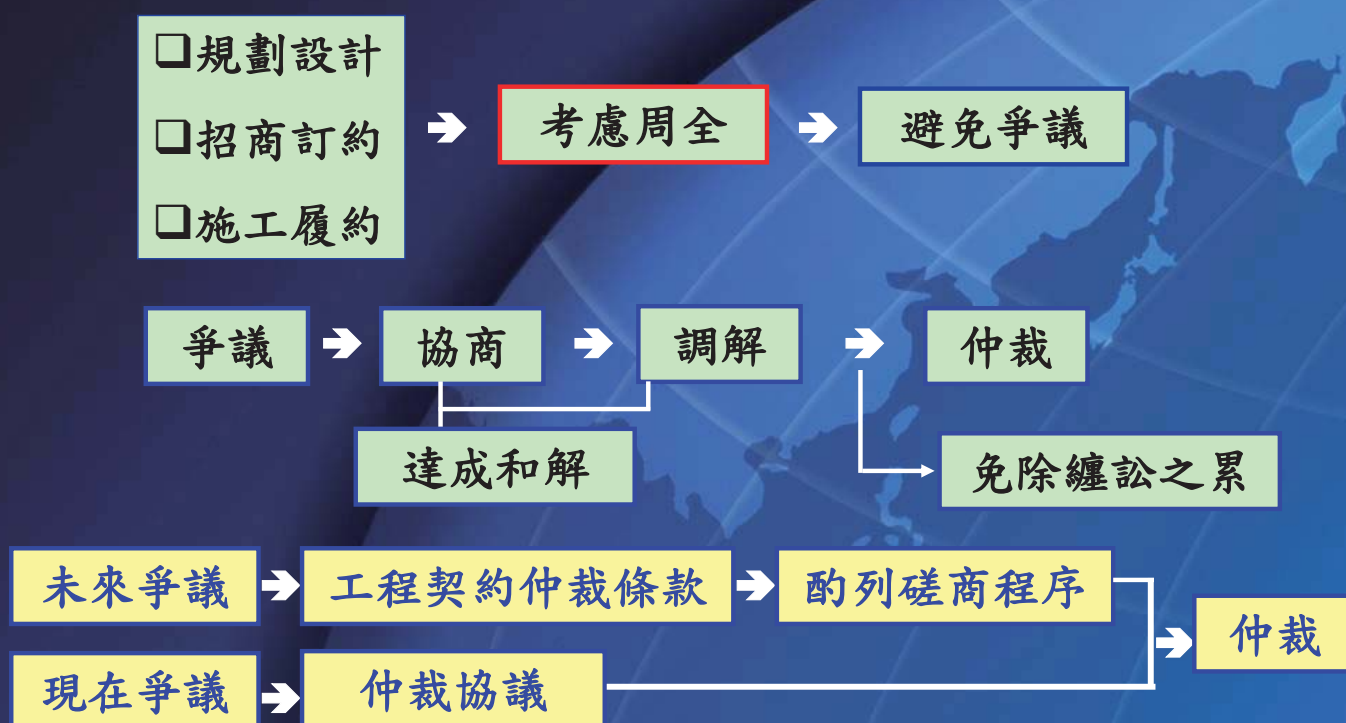 ❑規劃設計
❑招商訂約
❑施工履約
考慮周全
避免爭議
爭議
協商
調解
仲裁
達成和解
免除纏訟之累
未來爭議
工程契約仲裁條款
酌列磋商程序
仲裁
現在爭議
仲裁協議